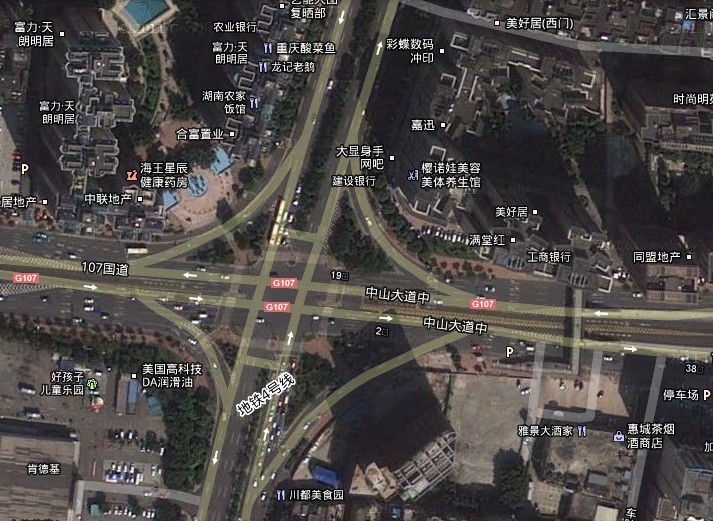 艺能人图
复晒部
富力·天
朗明居
农业银行
美好居(西门)
汇景
富力·天
朗明居
重庆酸菜鱼
彩蝶数码
冲印
龙记老鹅
湖南农家
饭馆
时尚明苑
富力·天
朗明居
合富置业
嘉迅
大显身手
网吧
P
海王星辰
健康药房
樱诺娃美容
美体养生馆
建设银行
居地产
中联地产
美好居
满堂红
工商银行
同盟地产
107国道
G107
G107
19
中山大道中
G107
G107
2
中山大道中
P
38
好孩子
儿童乐园
美国高科技
DA润滑油
地铁4号线
停车场
P
雅景大酒家
惠城茶烟
酒商店
加
肯德基
川都美食园
车